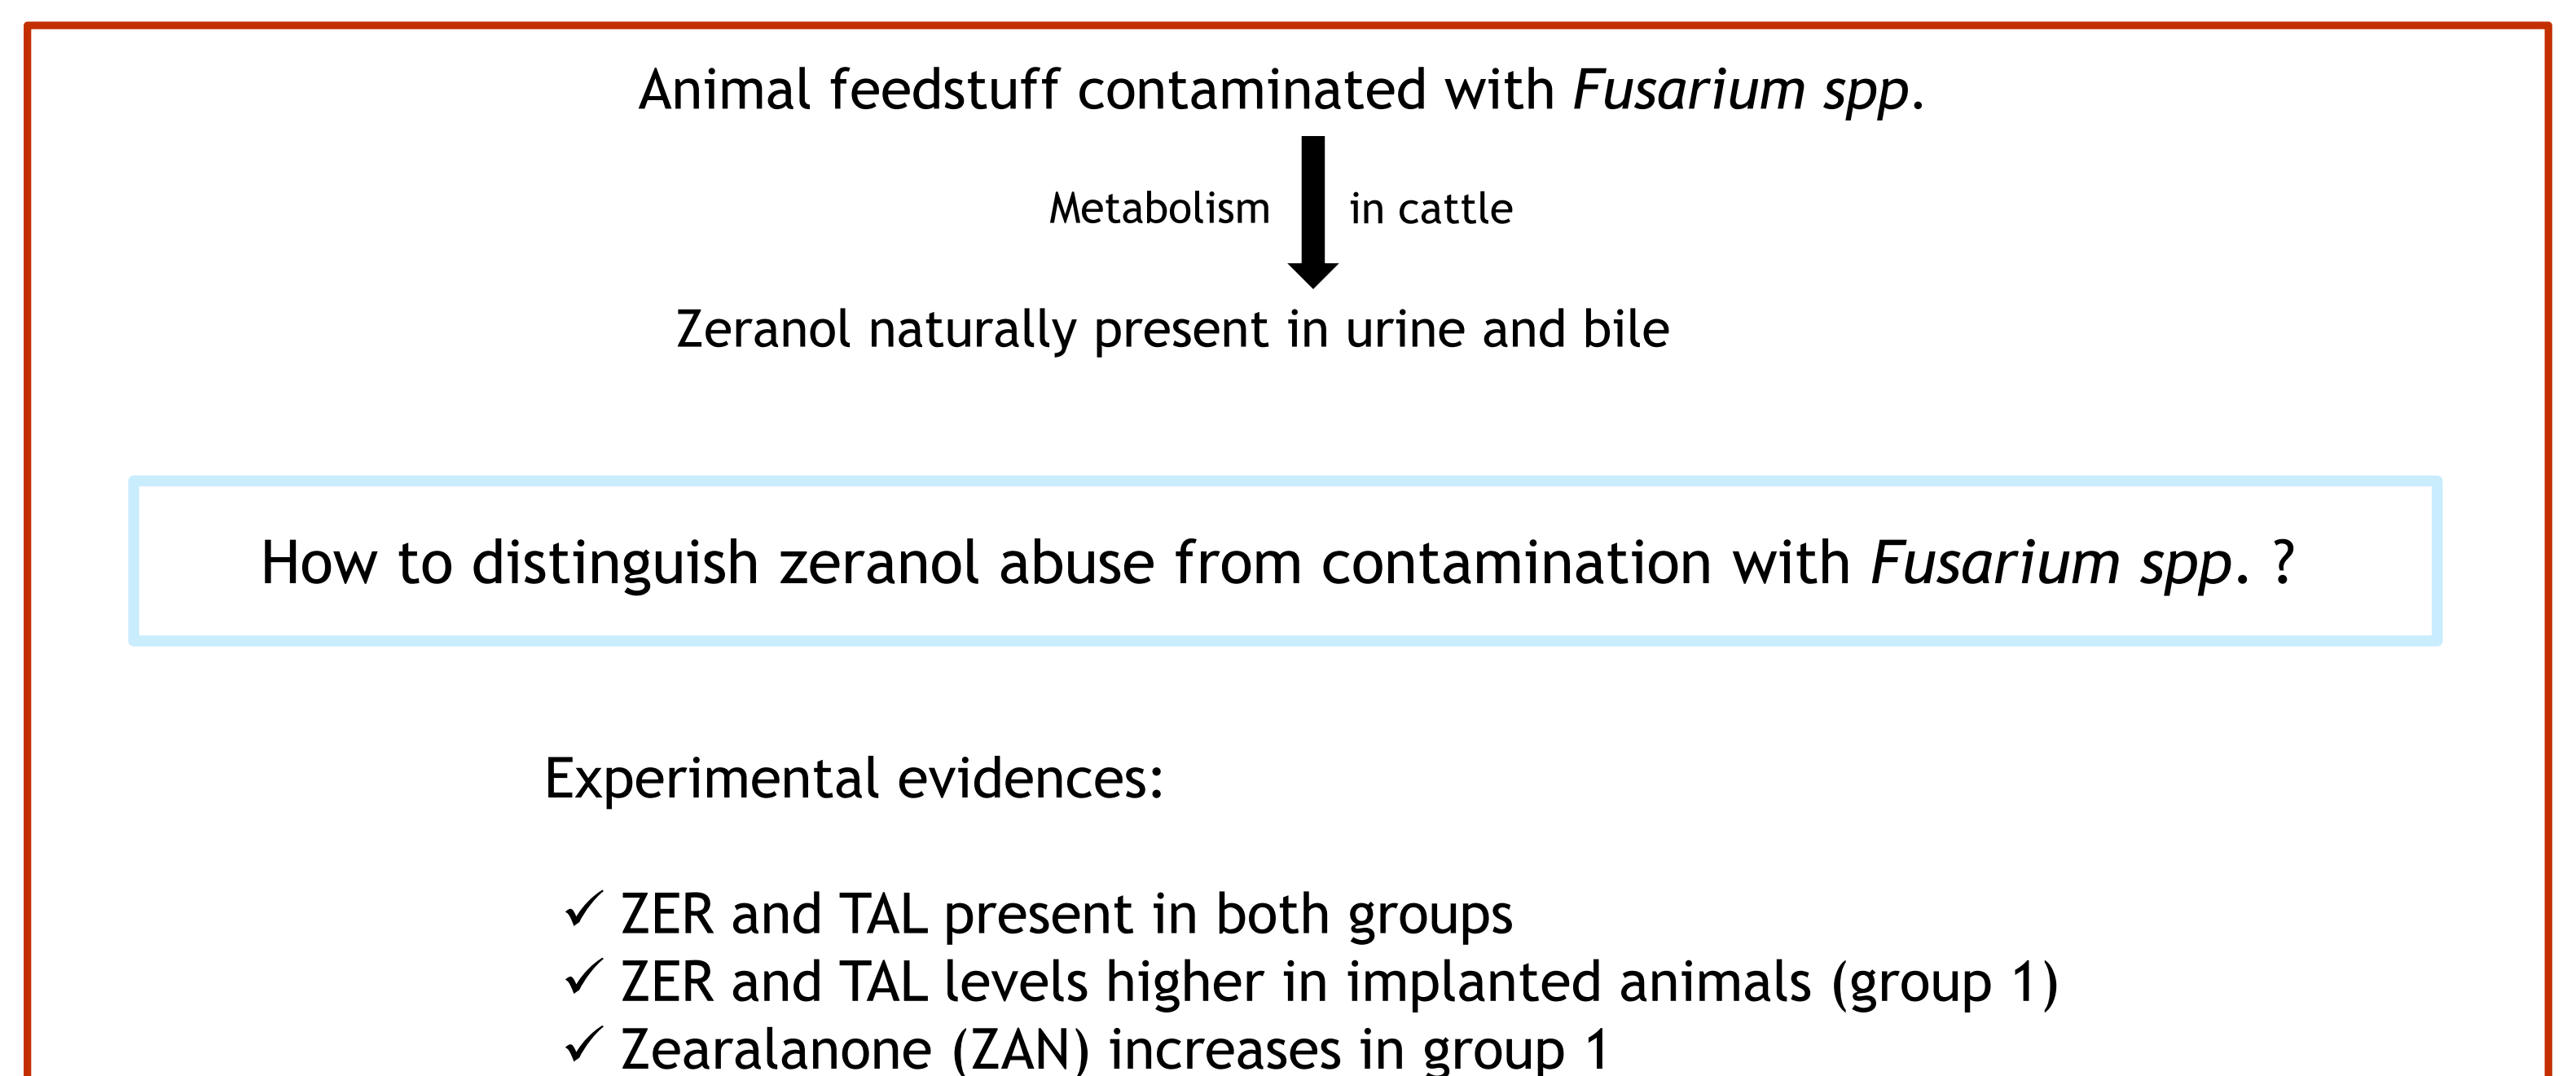 Animal feedstuff contaminated with Fusarium spp.
Metabolism in cattle
Zeranol naturally present in urine and bile
How to distinguish zeranol abuse from contamination with Fusarium spp. ?
Experimental evidences:
✓ ZER and TAL present in both groups
✓ ZER and TAL levels higher in implanted animals (group 1)
✓ Zearalanone (ZAN) increases in group 1